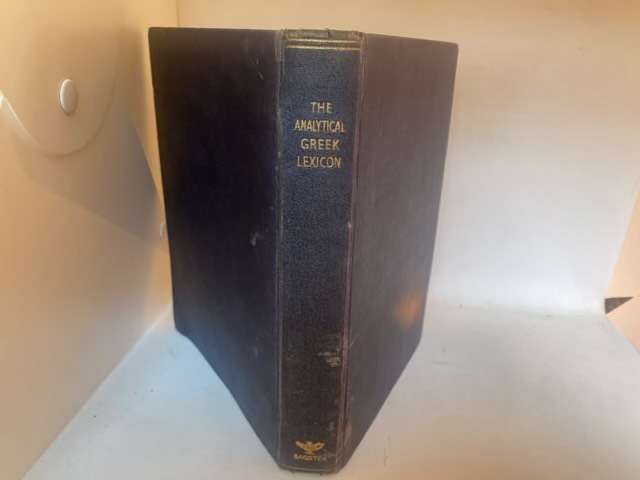 THE
ANALYTICAL
GREEK
LEXICON
BAGSTER